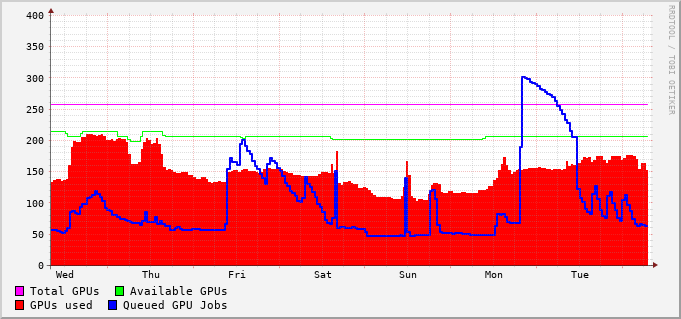 400
350
300
250
200
150
100
50
0
Wed Thu Fri Sat Sun Mon Tue
RRDTOOL / TOBI OETIKER
Total GPUs Available GPUs
GPUs used Queued GPU Jobs